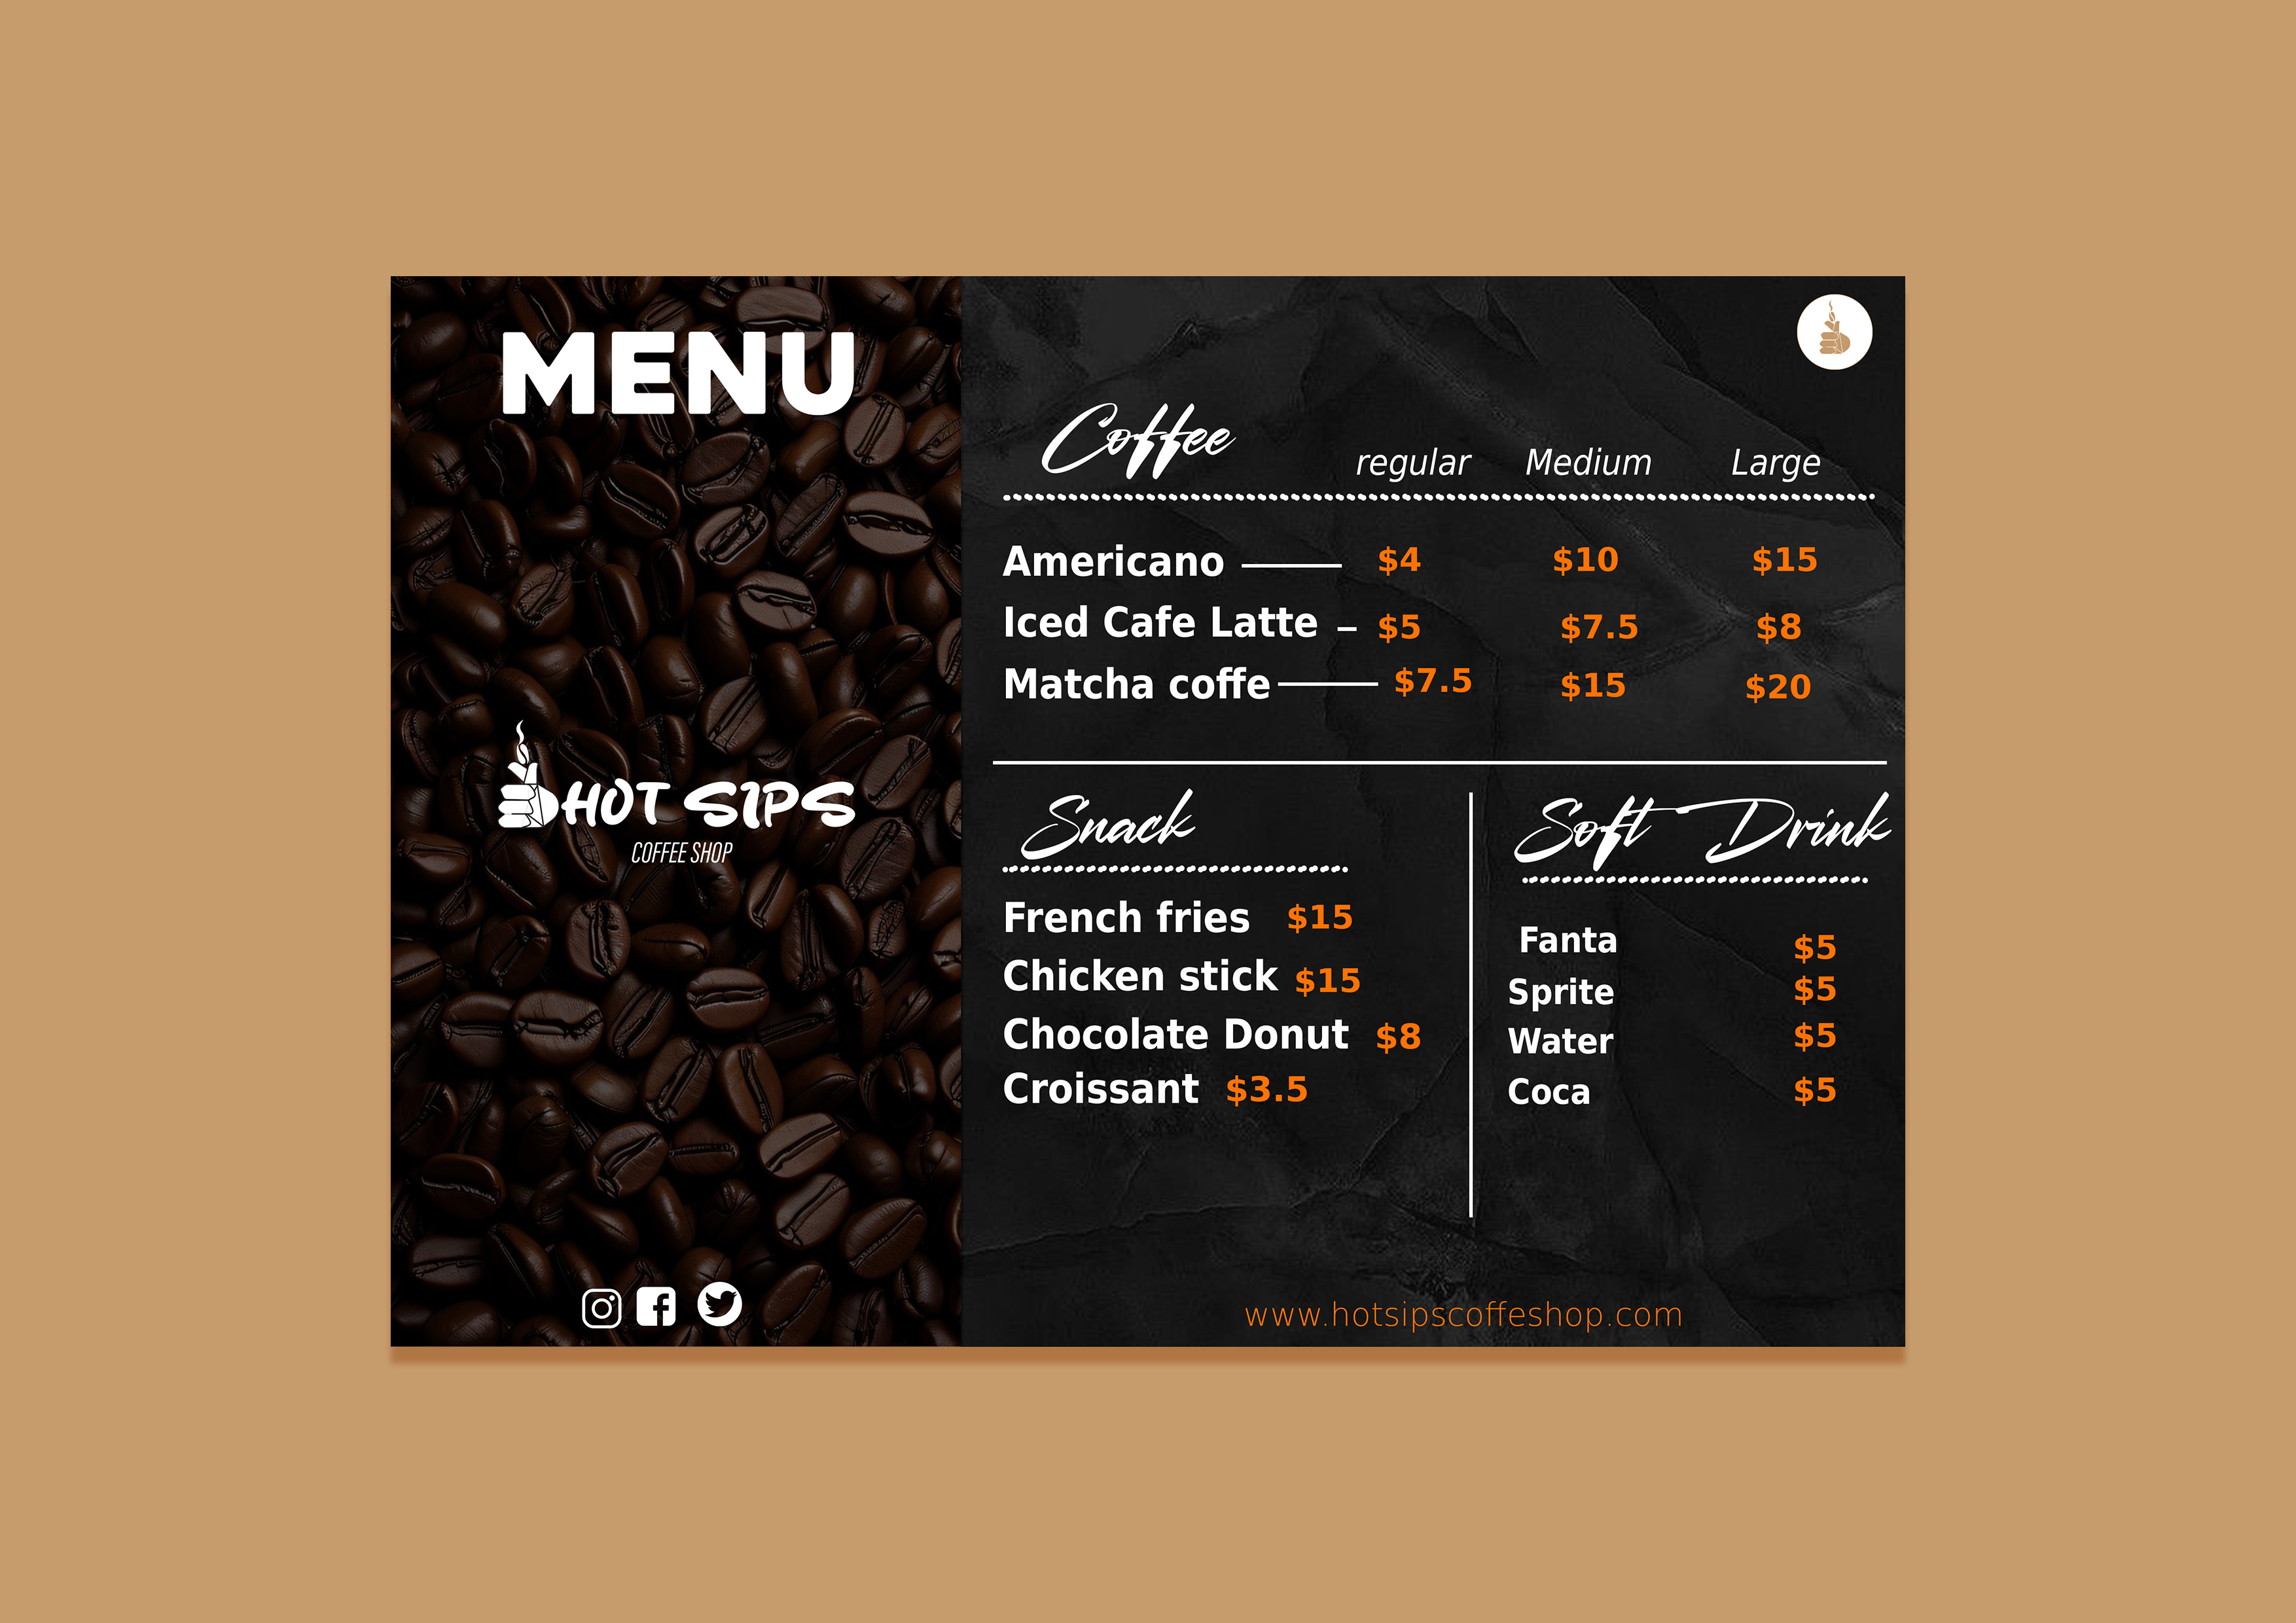 MENU
HOT SIPS
COFFEE SHOP
Coffee regular Medium Large
Americano $4 $10 $15
Iced Cafe Latte $5 $7.5 $8
Matcha coffe $7.5 $15 $20
Snack
French fries $15
Chicken stick $15
Chocolate Donut $8
Croissant $3.5
Soft Drink
Fanta $5
Sprite $5
Water $5
Coca $5
www.hotsipscoffeshop.com